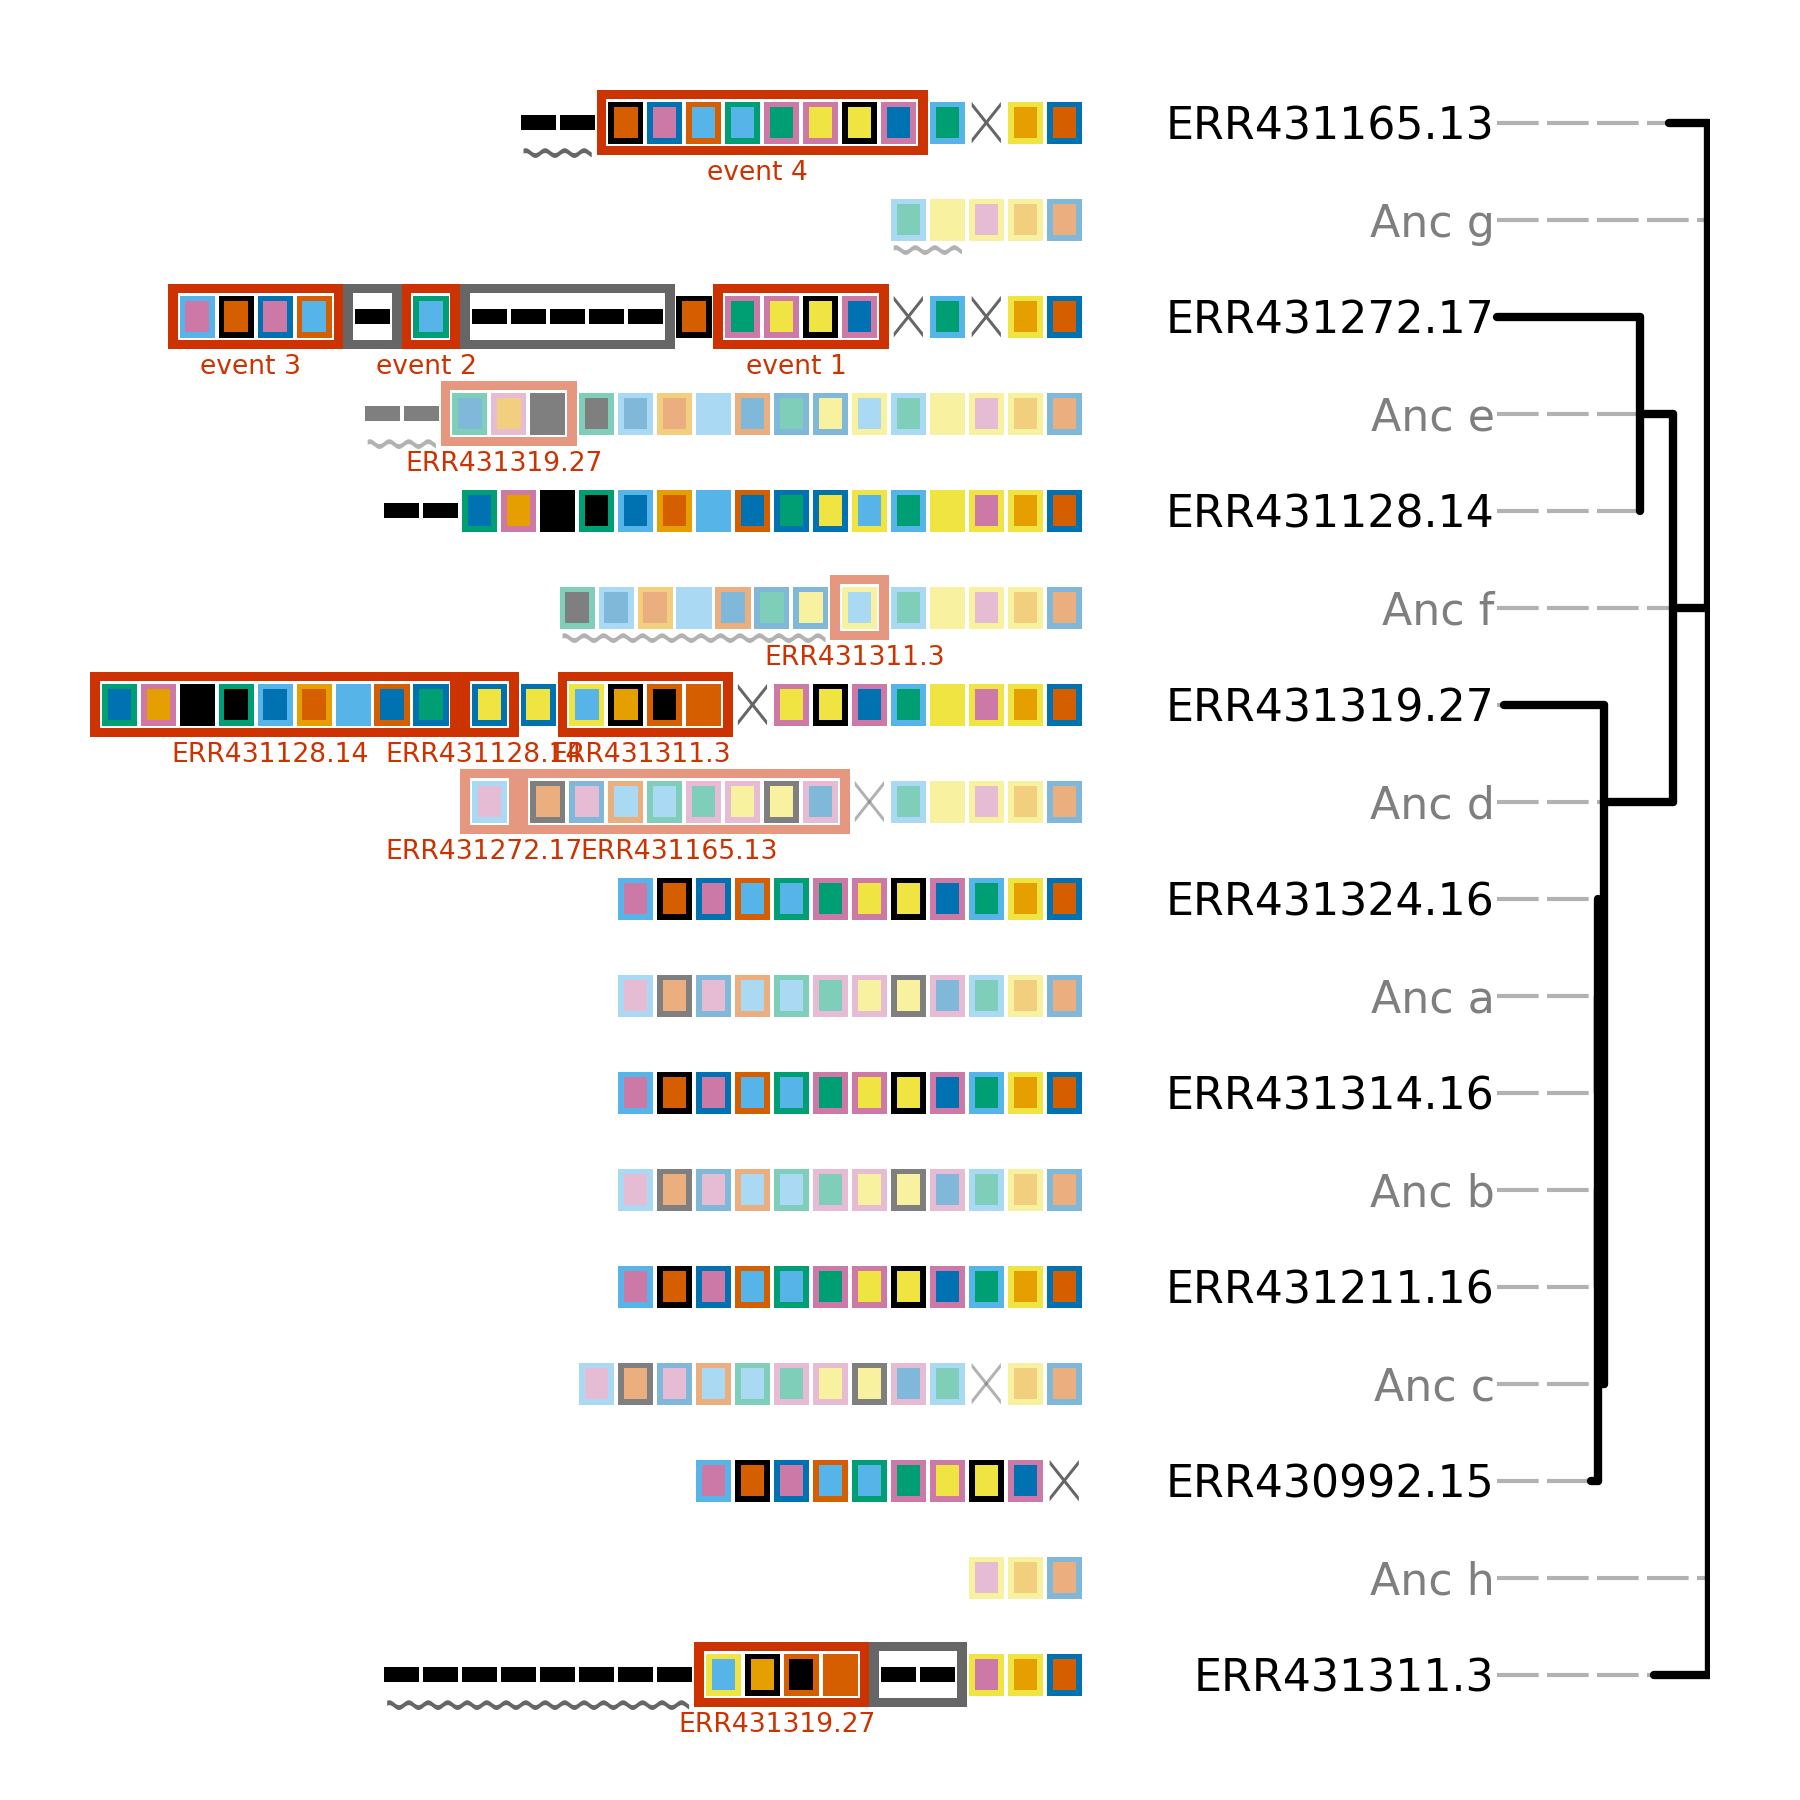 ERR431165.13
event 4
Anc g
ERR431272.17
event 3 event 2 event 1
Anc e
ERR431319.27
ERR431128.14
Anc f
ERR431311.3
ERR431319.27
ERR431128.14 ERR431128.14 ERR431311.3
Anc d
ERR431272.17 ERR431165.13
ERR431324.16
Anc a
ERR431314.16
Anc b
ERR431211.16
Anc c
ERR430992.15
Anc h
ERR431311.3
ERR431319.27